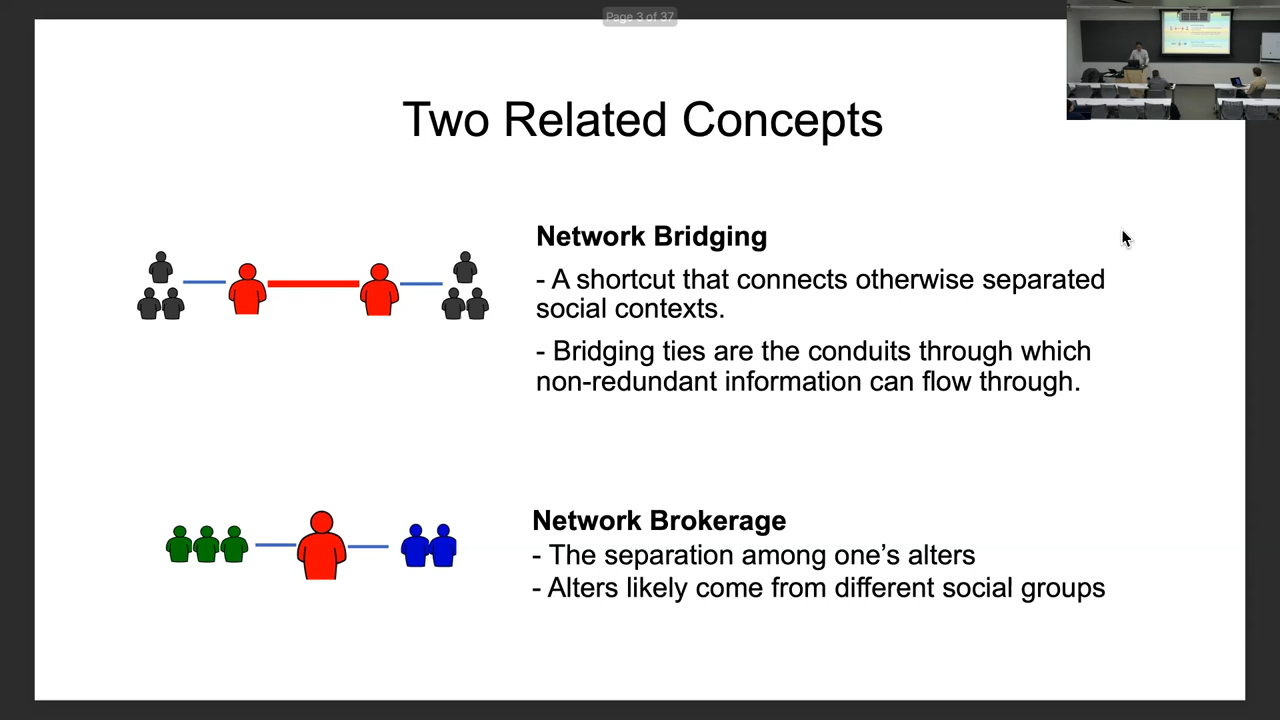 Page 3 of 37
Two Related Concepts
Network Bridging
- A shortcut that connects otherwise separated
social contexts.
- Bridging ties are the conduits through which
non-redundant information can flow through.
Network Brokerage
- The separation among one’s alters
- Alters likely come from different social groups